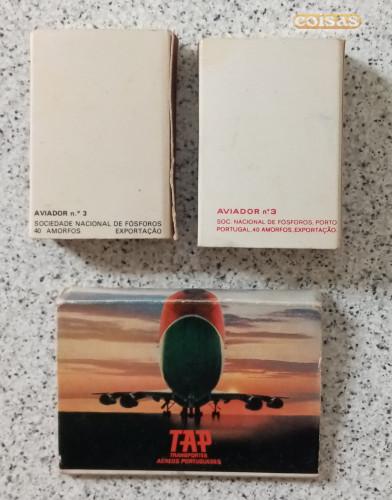 coisas
AVIADOR n.º 3
SOCIEDADE NACIONAL DE FÓSFOROS
40 AMORFOS EXPORTAÇÃO
AVIADOR nº3
SOC. NACIONAL DE FÓSFOROS, PORTO
PORTUGAL, 40 AMORFOS, EXPORTAÇÃO
TAP
TRANSPORTES
AÉREOS PORTUGUESES